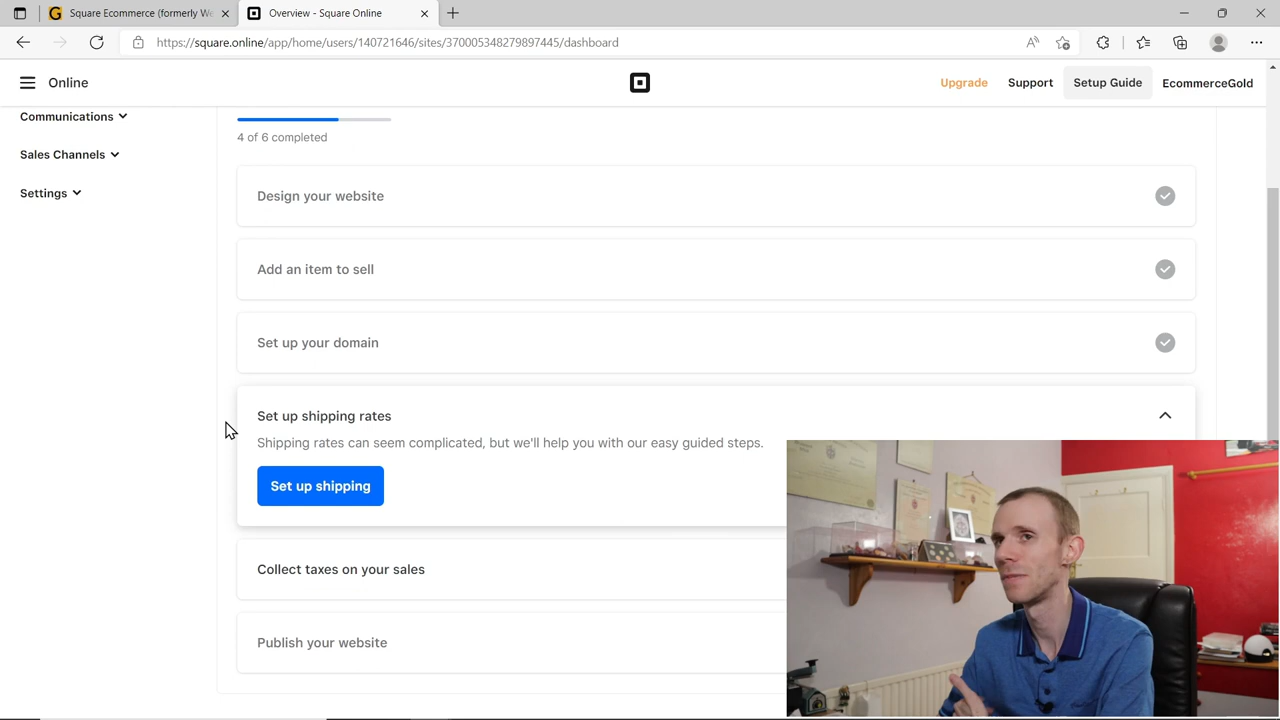 Square Ecommerce (formerly We
Overview - Square Online
https://square.online/app/home/users/140721646/sites/370005348279897445/dashboard
Online
Upgrade
Support
Setup Guide
EcommerceGold
Communications
Sales Channels
Settings
4 of 6 completed
Design your website
Add an item to sell
Set up your domain
Set up shipping rates
Shipping rates can seem complicated, but we'll help you with our easy guided steps.
Set up shipping
Collect taxes on your sales
Publish your website